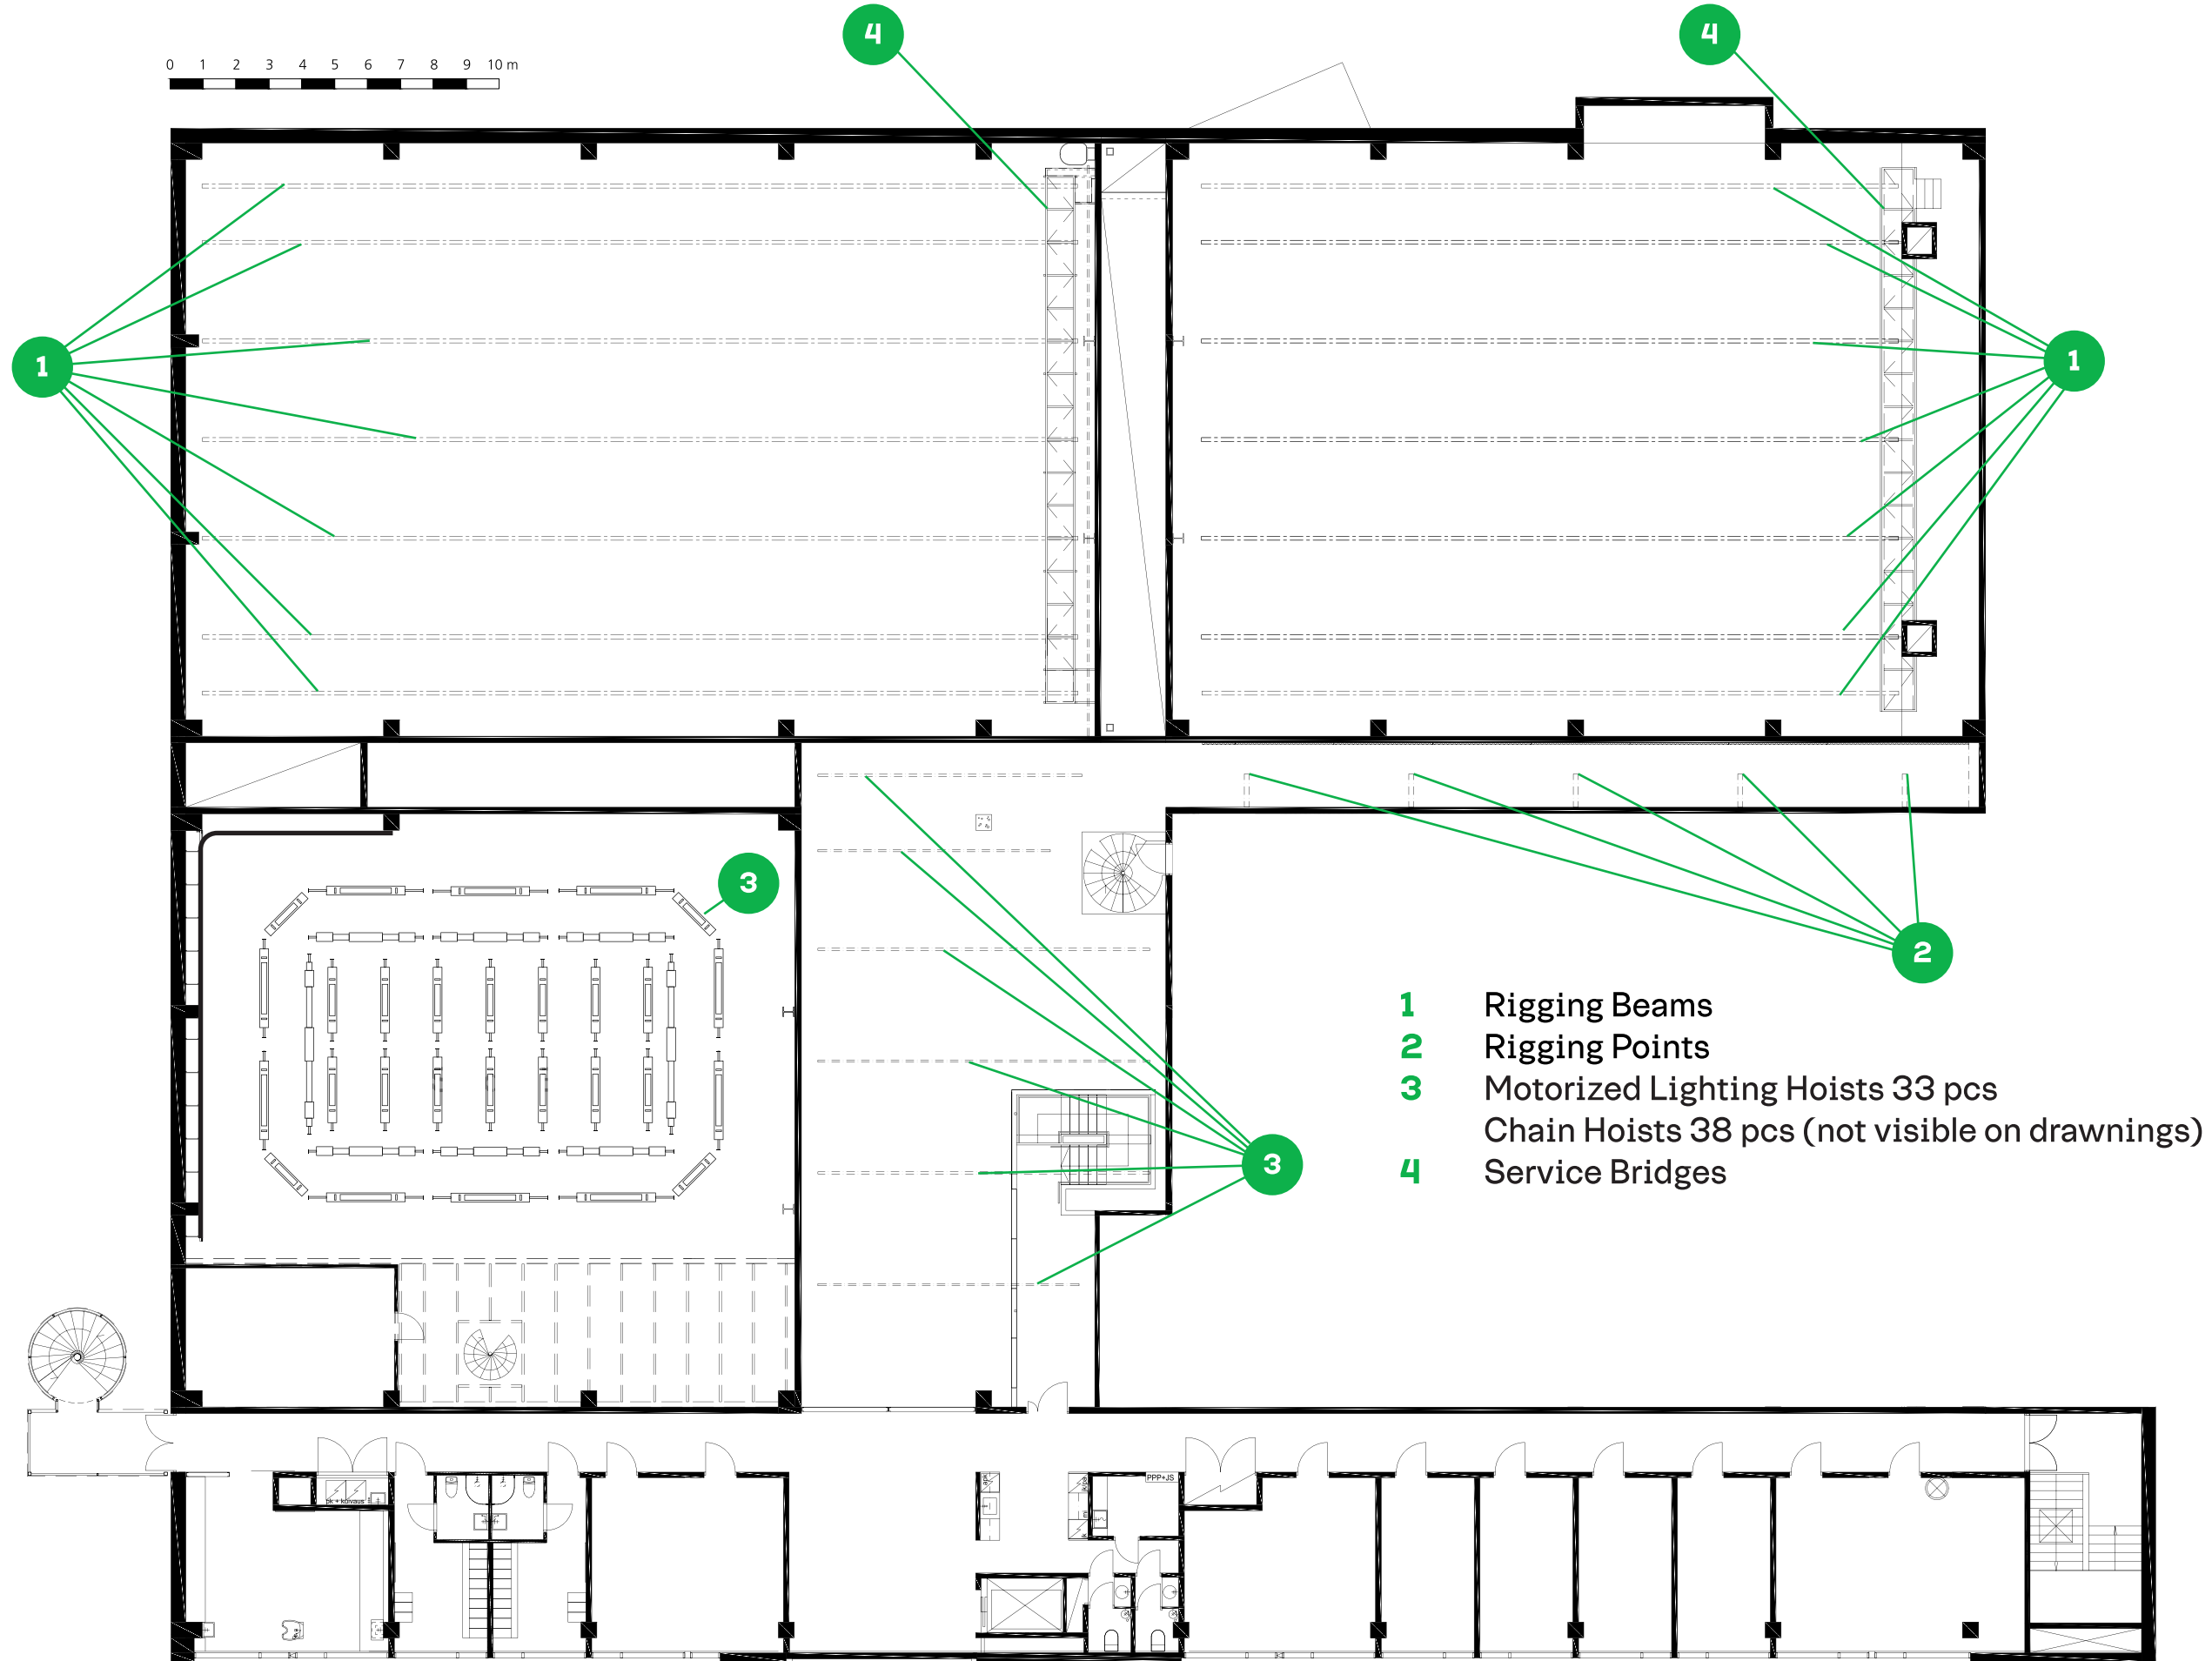 4 4
0 1 2 3 4 5 6 7 8 9 10 m
1 1
3
2
1 Rigging Beams
2 Rigging Points
3 Motorized Lighting Hoists 33 pcs
Chain Hoists 38 pcs (not visible on drawnings)
4 Service Bridges
3
PPP+JS